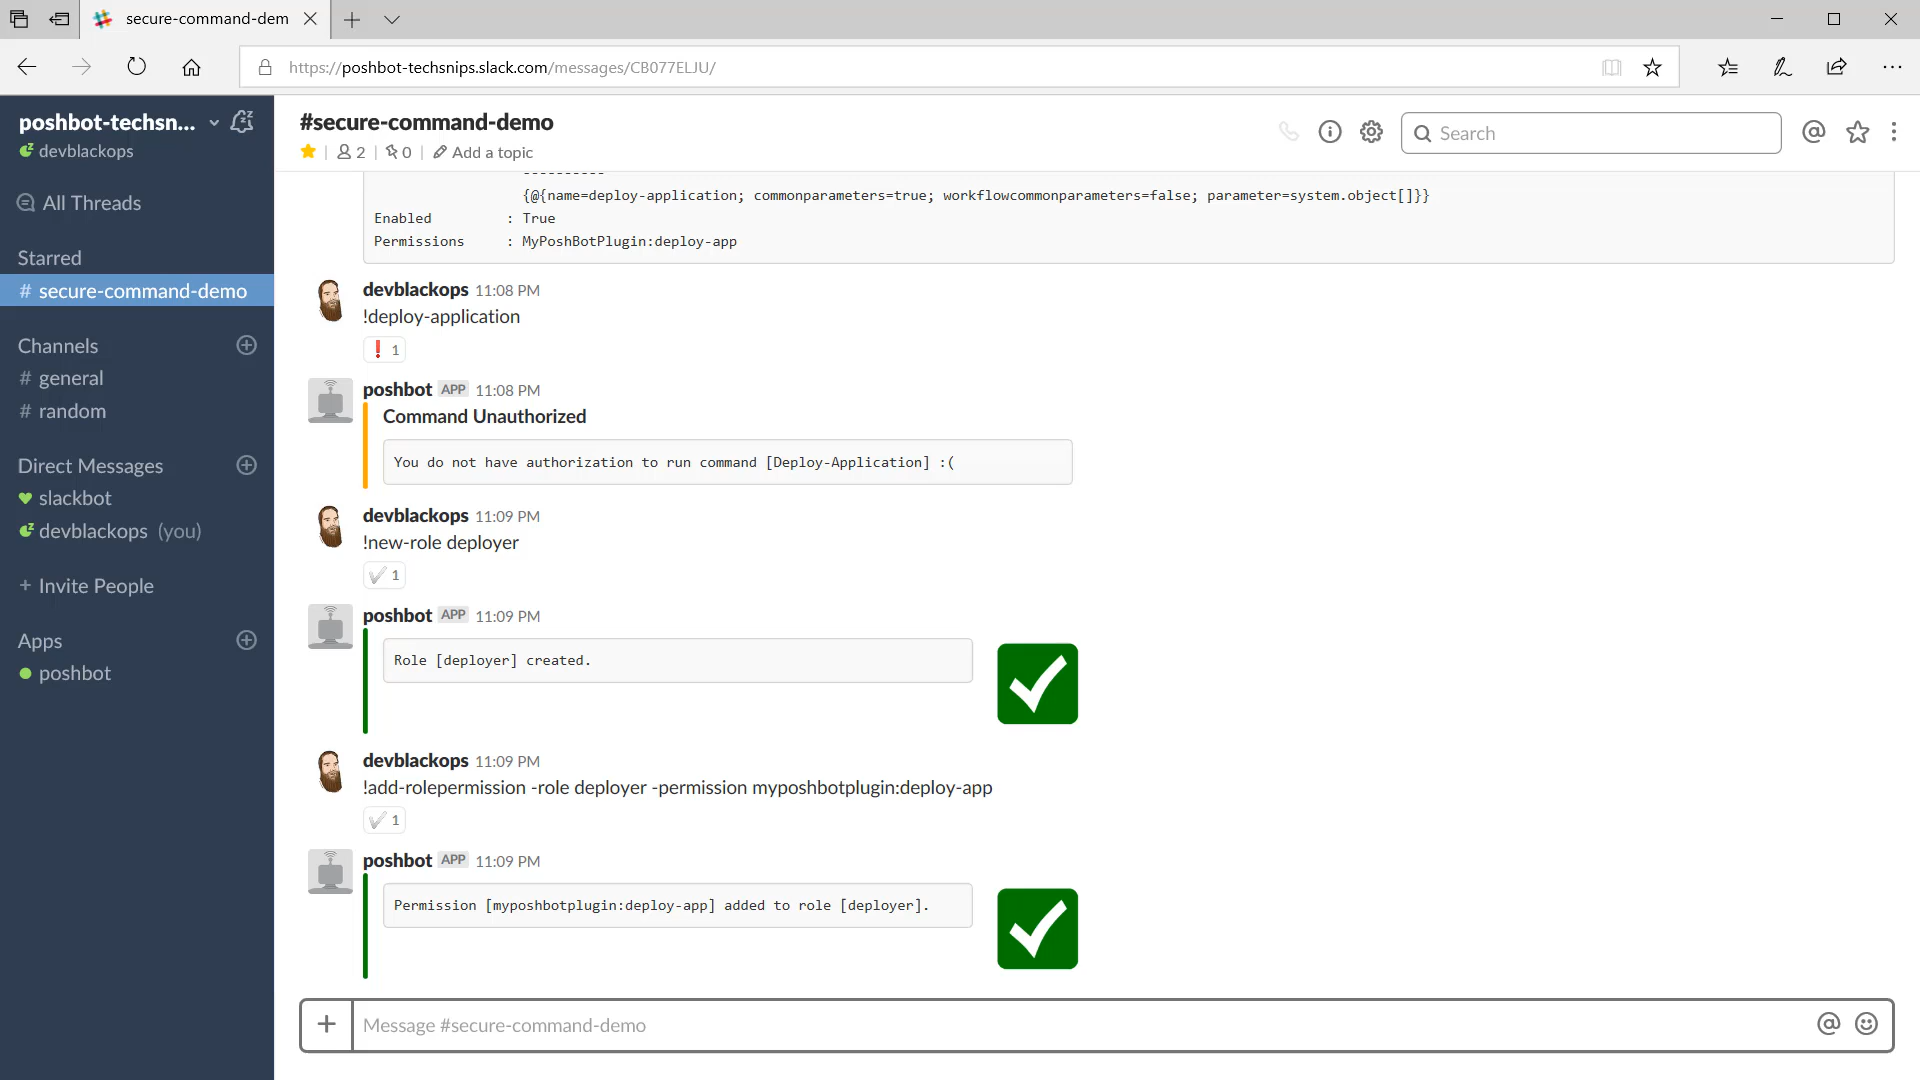 secure-command-dem
https://poshbot-techsnips.slack.com/messages/CB077ELJU/
poshbot-techsn...
devblackops
All Threads
Starred
# secure-command-demo
Channels
# general
# random
Direct Messages
slackbot
devblackops (you)
+ Invite People
Apps
poshbot
#secure-command-demo
2 | 0 | Add a topic
Search
----------
{@{name=deploy-application; commonparameters=true; workflowcommonparameters=false; parameter=system.object[]}}
Enabled : True
Permissions : MyPoshBotPlugin:deploy-app
devblackops 11:08 PM
!deploy-application
1
poshbot APP 11:08 PM
Command Unauthorized
You do not have authorization to run command [Deploy-Application] :(
devblackops 11:09 PM
!new-role deployer
1
poshbot APP 11:09 PM
Role [deployer] created.
devblackops 11:09 PM
!add-rolepermission -role deployer -permission myposhbotplugin:deploy-app
1
poshbot APP 11:09 PM
Permission [myposhbotplugin:deploy-app] added to role [deployer].
Message #secure-command-demo